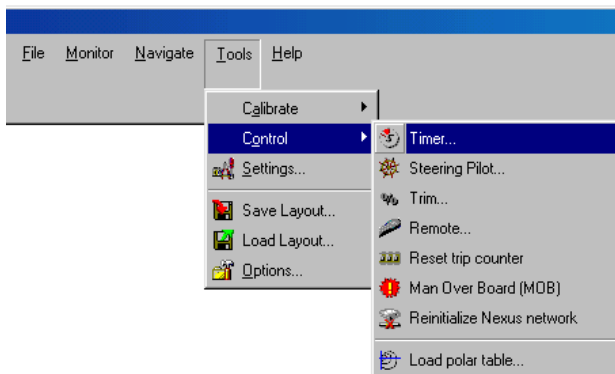 File Monitor Navigate Tools Help
Calibrate
Control
Settings...
Save Layout...
Load Layout...
Options...
Timer...
Steering Pilot...
Trim...
Remote...
Reset trip counter
Man Over Board (MOB)
Reinitialize Nexus network
Load polar table...